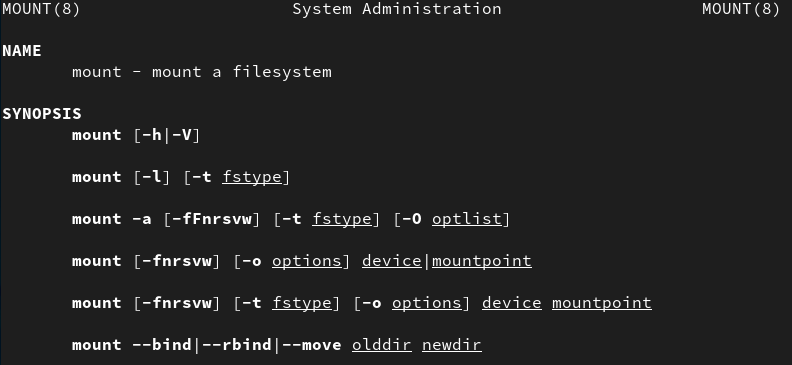 MOUNT(8) System Administration MOUNT(8)
NAME
mount - mount a filesystem
SYNOPSIS
mount [-h|-V]
mount [-l] [-t fstype]
mount -a [-fFnrsvw] [-t fstype] [-O optlist]
mount [-fnrsvw] [-o options] device|mountpoint
mount [-fnrsvw] [-t fstype] [-o options] device mountpoint
mount --bind|--rbind|--move olddir newdir